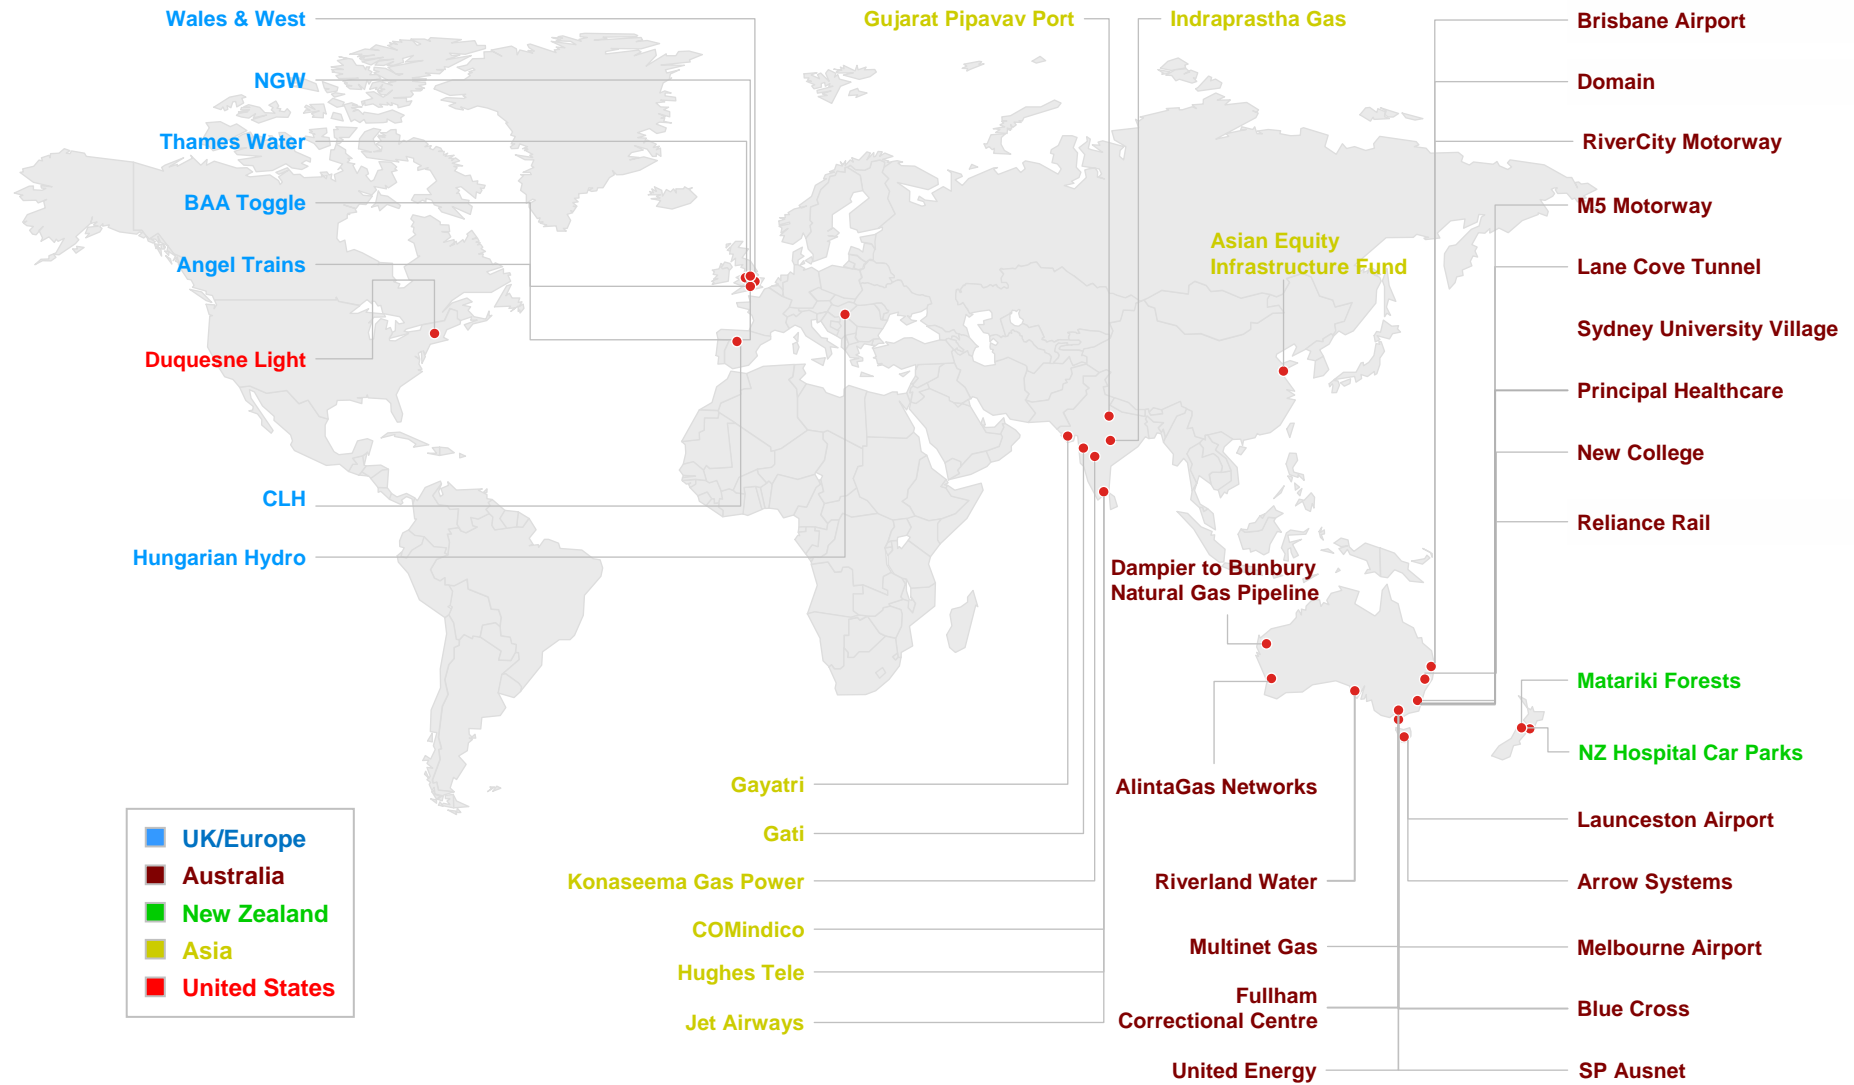 Wales & West
NGW
Thames Water
BAA Toggle
Angel Trains
Duquesne Light
CLH
Hungarian Hydro
Gujarat Pipavav Port
Indraprastha Gas
Asian Equity
Infrastructure Fund
Brisbane Airport
Domain
RiverCity Motorway
M5 Motorway
Lane Cove Tunnel
Sydney University Village
Principal Healthcare
New College
Reliance Rail
Dampier to Bunbury
Natural Gas Pipeline
Matariki Forests
NZ Hospital Car Parks
Gayatri
Gati
Konaseema Gas Power
COMindico
Hughes Tele
Jet Airways
AlintaGas Networks
Riverland Water
Multinet Gas
Fullham
Correctional Centre
United Energy
Launceston Airport
Arrow Systems
Melbourne Airport
Blue Cross
SP Ausnet
UK/Europe
Australia
New Zealand
Asia
United States